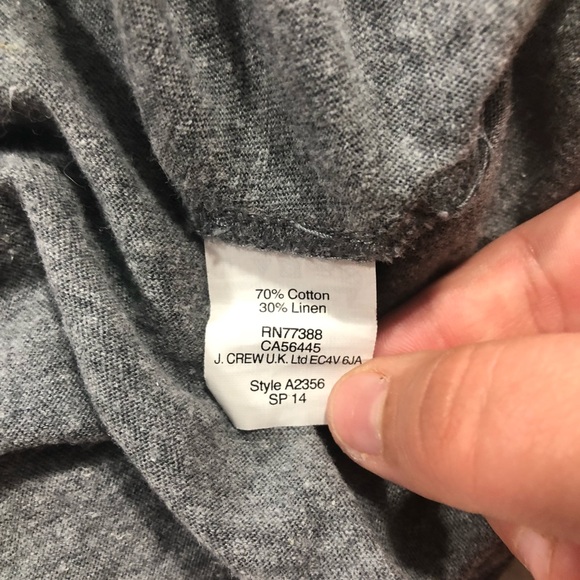 70% Cotton
30% Linen
RN77388
CA56445
J. CREW U.K. Ltd EC4V 6JA
Style A2356
SP 14